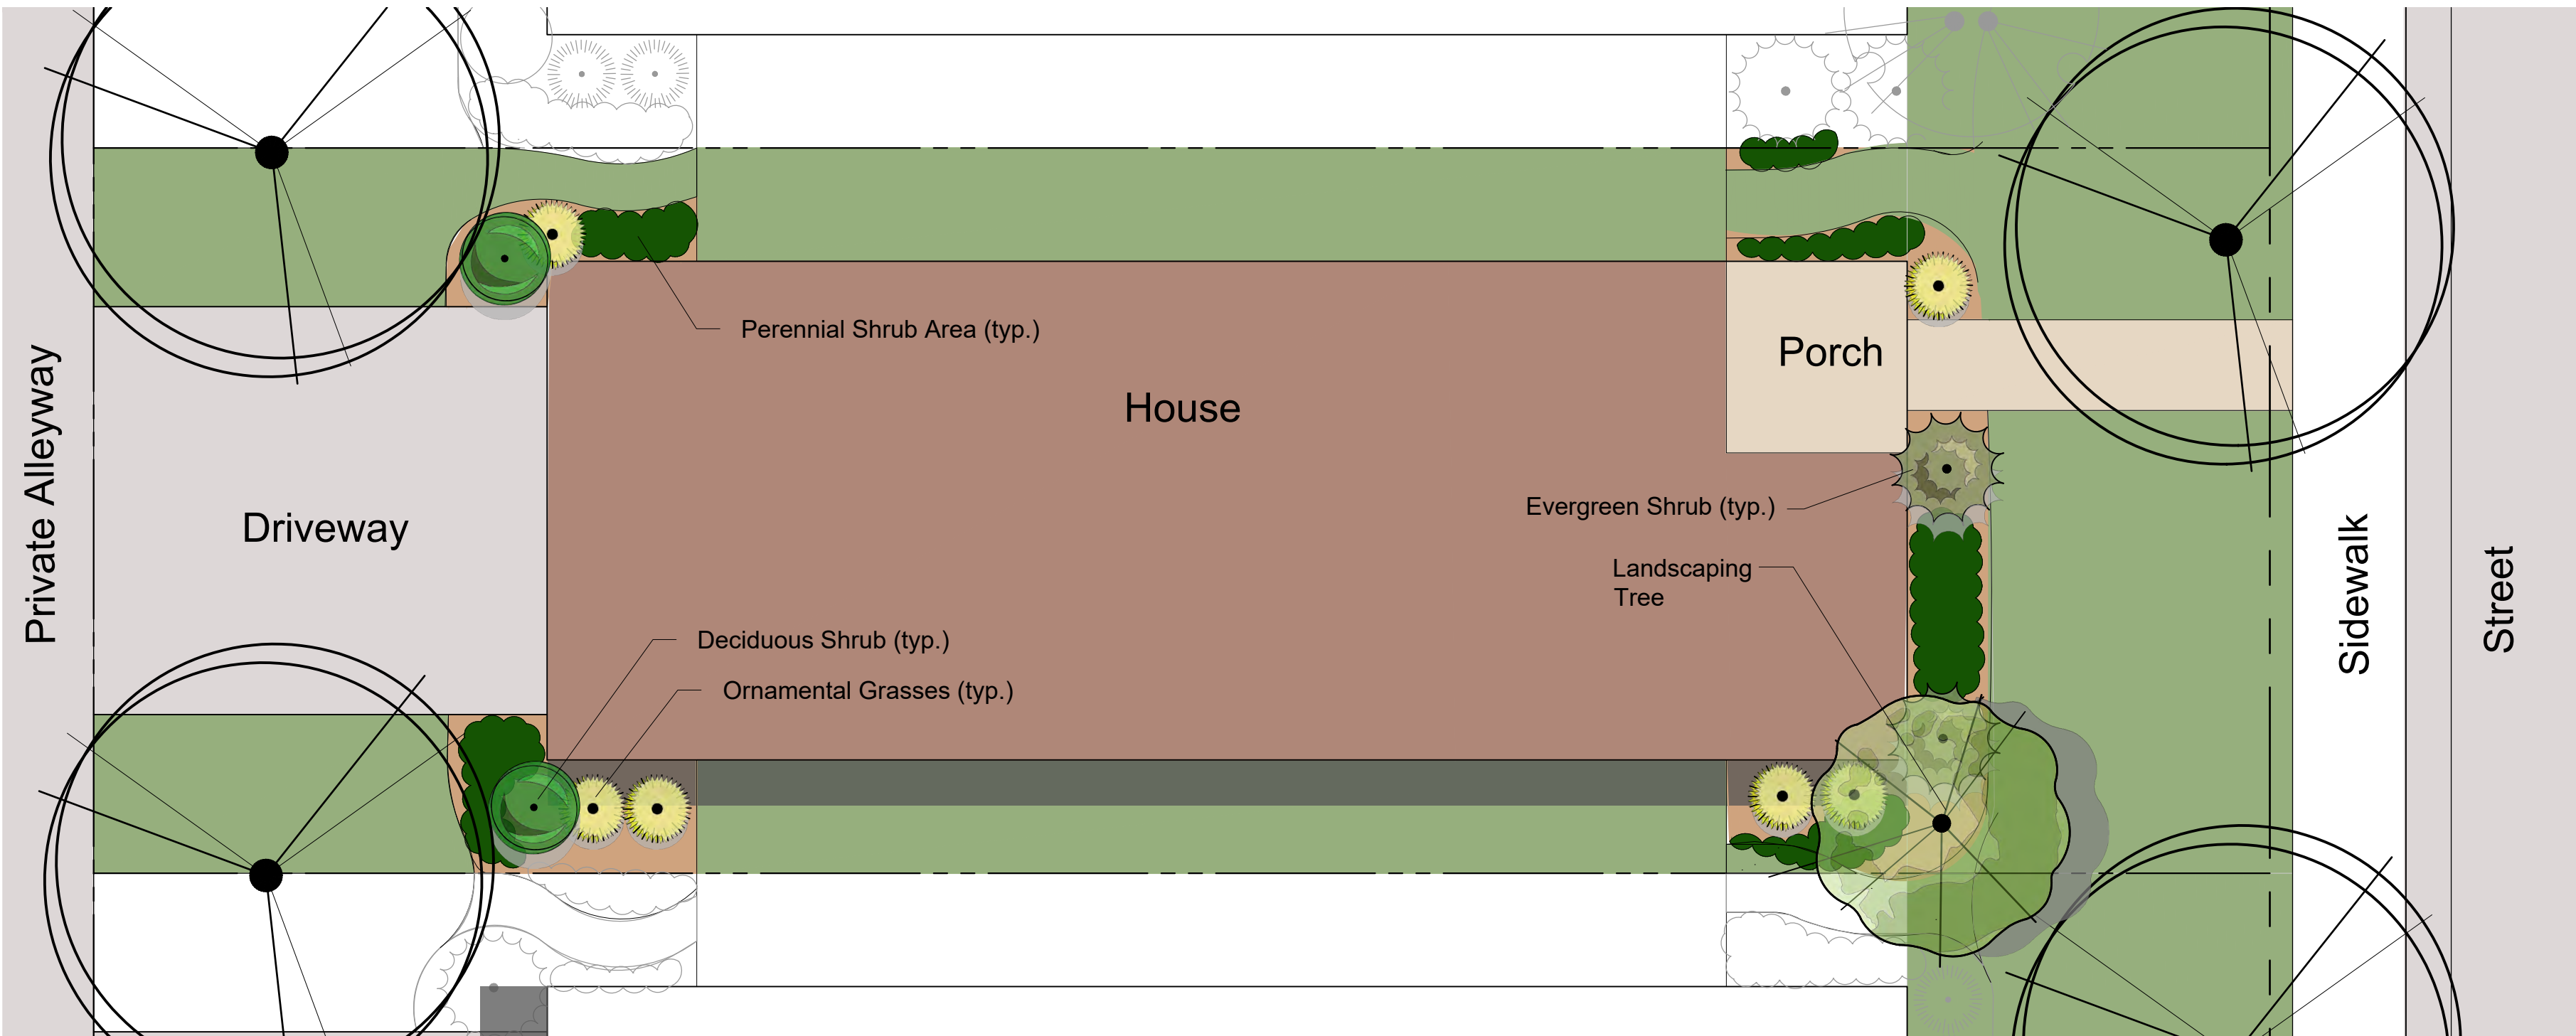 Private Alleyway
Driveway
Perennial Shrub Area (typ.)
House
Porch
Evergreen Shrub (typ.)
Landscaping
Tree
Deciduous Shrub (typ.)
Ornamental Grasses (typ.)
Sidewalk
Street